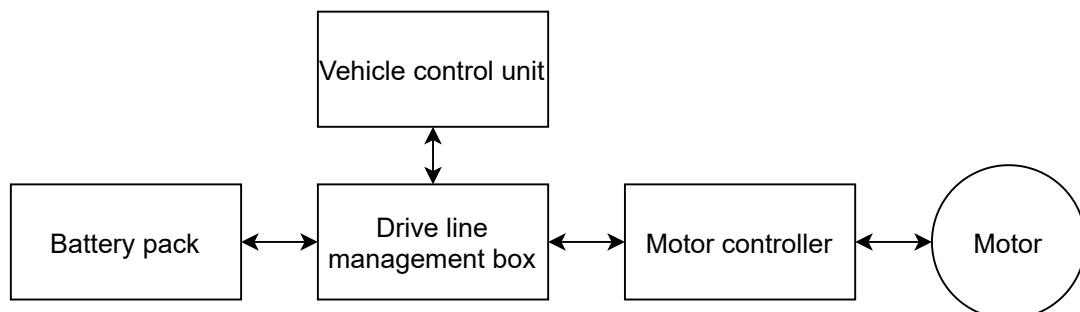 Vehicle control unit
Battery pack
Drive line
management box
Motor controller
Motor